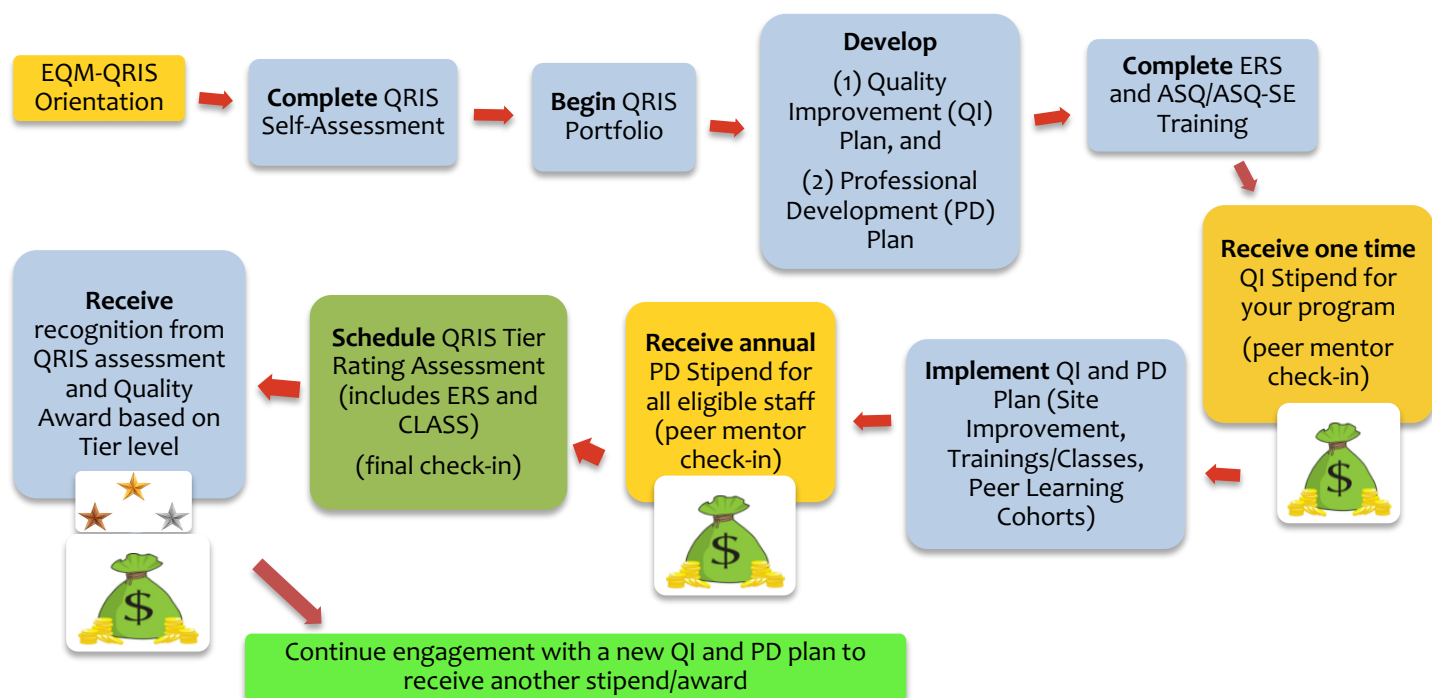 EQM-QRIS
Orientation
Complete QRIS
Self-Assessment
Begin QRIS
Portfolio
Develop
(1) Quality
Improvement (QI)
Plan, and
(2) Professional
Development (PD)
Plan
Complete ERS
and ASQ/ASQ-SE
Training
Receive one time
QI Stipend for
your program
(peer mentor
check-in)
$
Implement QI and PD
Plan (Site
Improvement,
Trainings/Classes,
Peer Learning
Cohorts)
Receive annual
PD Stipend for
all eligible staff
(peer mentor
check-in)
$
Schedule QRIS Tier
Rating Assessment
(includes ERS and
CLASS)
(final check-in)
Receive
recognition from
QRIS assessment
and Quality
Award based on
Tier level
$
Continue engagement with a new QI and PD plan to
receive another stipend/award